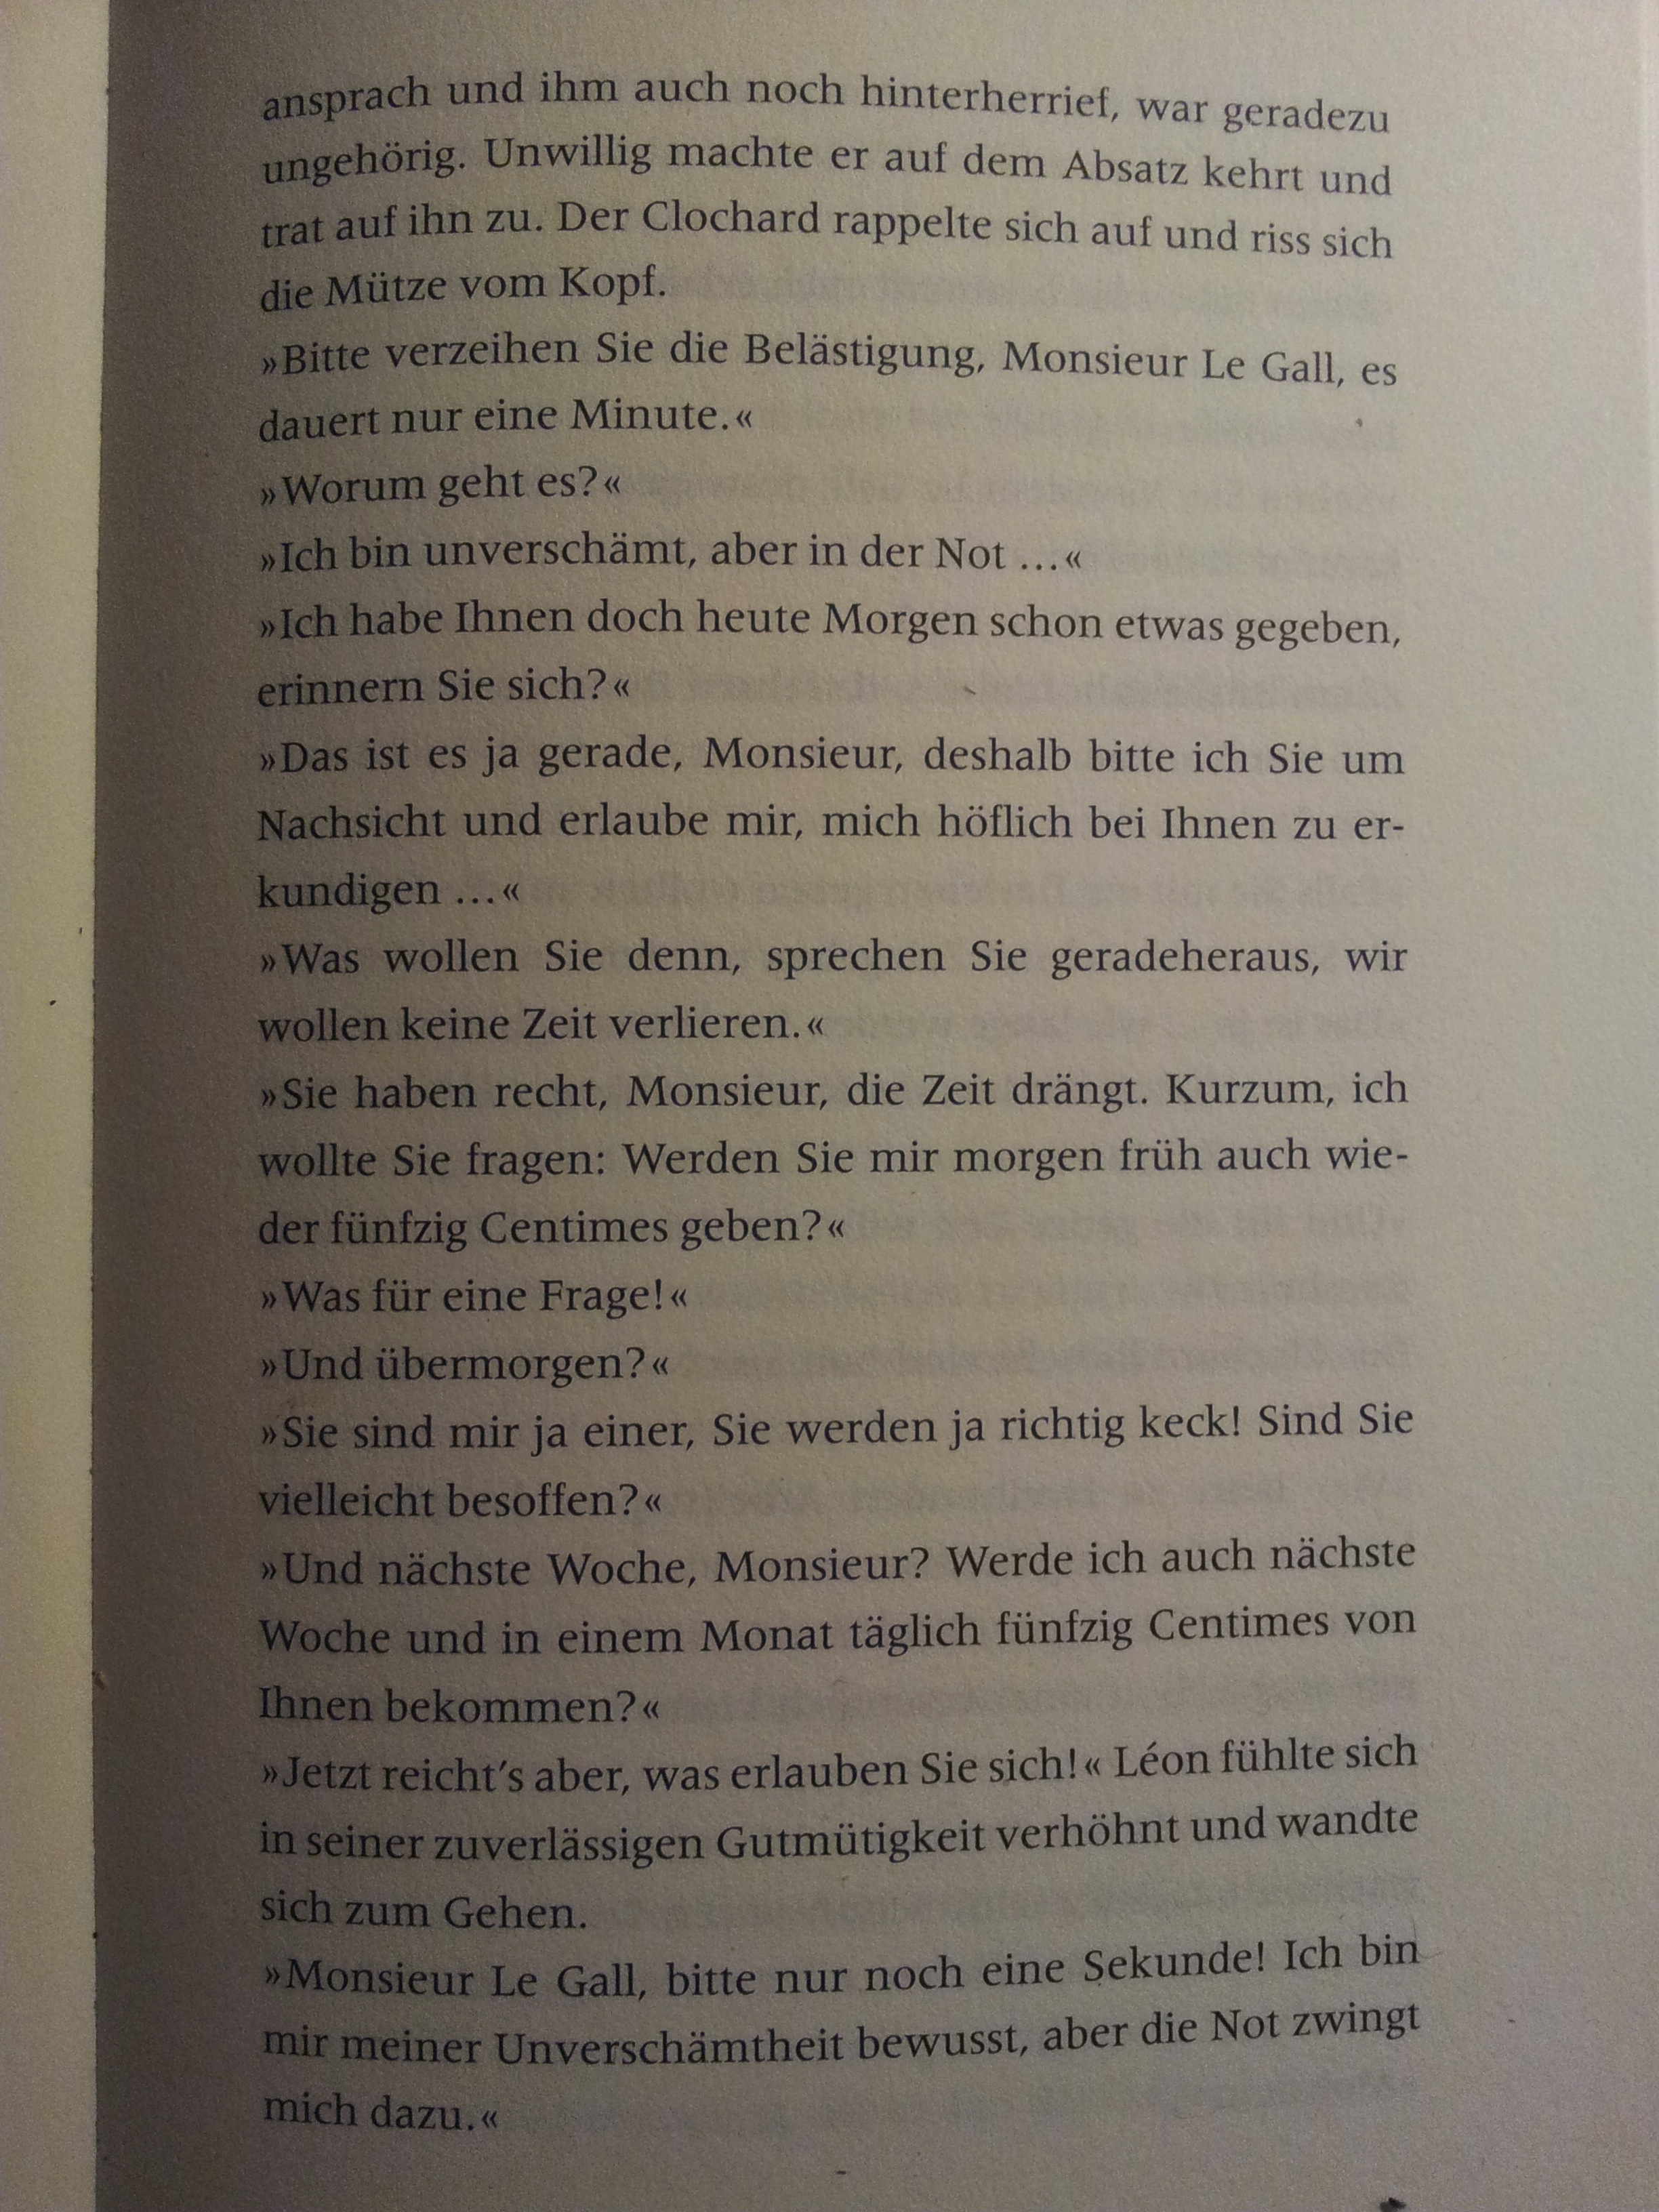 ansprach und ihm auch noch hinterherrief, war geradezu
ungehörig. Unwillig machte er auf dem Absatz kehrt und
trat auf ihn zu. Der Clochard rappelte sich auf und riss sich
die Mütze vom Kopf.
»Bitte verzeihen Sie die Belästigung, Monsieur Le Gall, es
dauert nur eine Minute.«
»Worum geht es?«
»Ich bin unverschämt, aber in der Not …«
»Ich habe Ihnen doch heute Morgen schon etwas gegeben,
erinnern Sie sich?«
»Das ist es ja gerade, Monsieur, deshalb bitte ich Sie um
Nachsicht und erlaube mir, mich höflich bei Ihnen zu er-
kundigen …«
»Was wollen Sie denn, sprechen Sie geradeheraus, wir
wollen keine Zeit verlieren.«
»Sie haben recht, Monsieur, die Zeit drängt. Kurzum, ich
wollte Sie fragen: Werden Sie mir morgen früh auch wie-
der fünfzig Centimes geben?«
»Was für eine Frage!«
»Und übermorgen?«
»Sie sind mir ja einer, Sie werden ja richtig keck! Sind Sie
vielleicht besoffen?«
»Und nächste Woche, Monsieur? Werde ich auch nächste
Woche und in einem Monat täglich fünfzig Centimes von
Ihnen bekommen?«
»Jetzt reicht’s aber, was erlauben Sie sich!« Léon fühlte sich
in seiner zuverlässigen Gutmütigkeit verhöhnt und wandte
sich zum Gehen.
»Monsieur Le Gall, bitte nur noch eine Sekunde! Ich bin
mir meiner Unverschämtheit bewusst, aber die Not zwingt
mich dazu.«